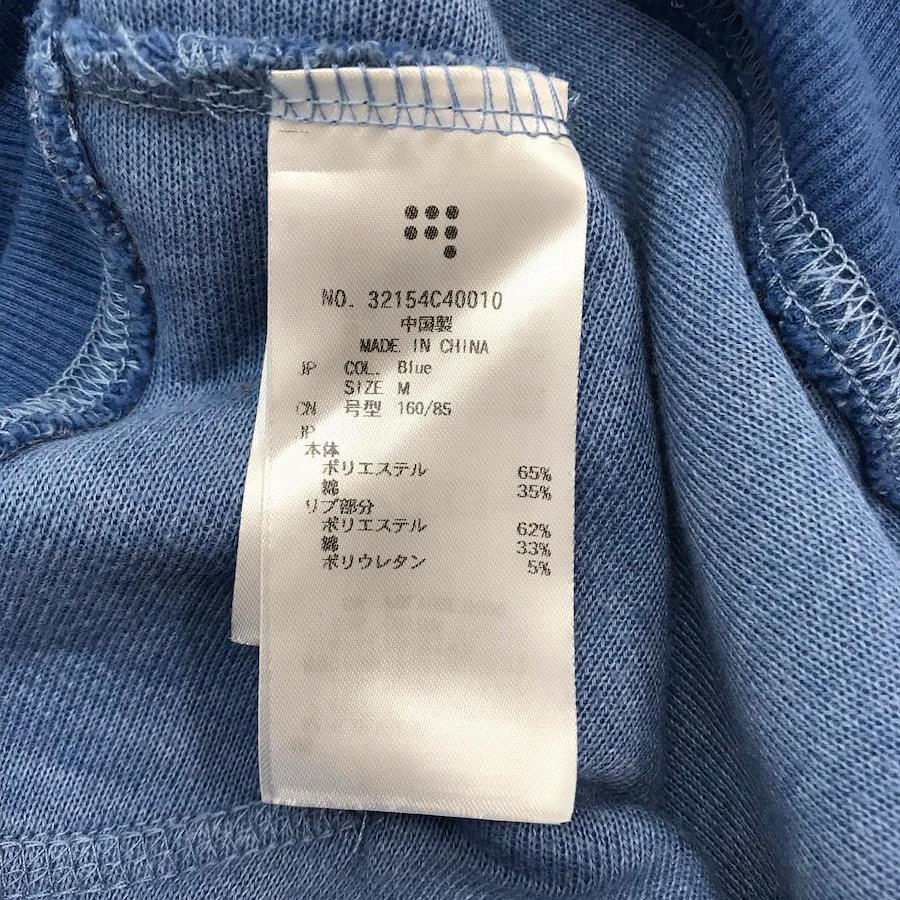 NO. 32154C40010
中国製
MADE IN CHINA
JP COL. Blue
SIZE M
CN 号型 160/85
JP
本体
ポリエステル 65%
綿 35%
リブ部分
ポリエステル 62%
綿 33%
ポリウレタン 5%